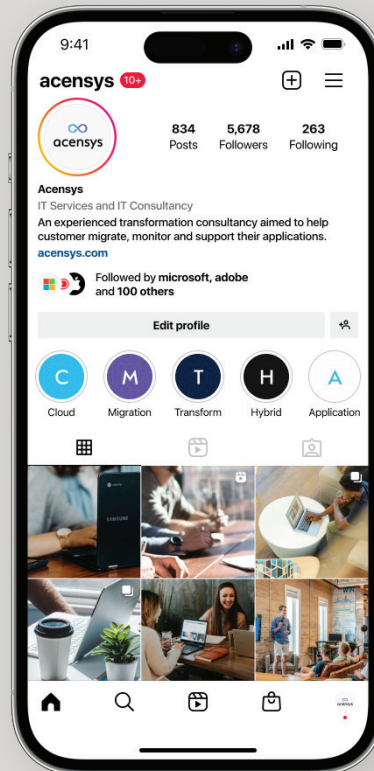 9:41
acensys 10+
acensys
834 5,678 263
Posts Followers Following
Acensys
IT Services and IT Consultancy
An experienced transformation consultancy aimed to help
customer migrate, monitor and support their applications.
acensys.com
Followed by microsoft, adobe
and 100 others
Edit profile
C M T H A
Cloud Migration Transform Hybrid Application
SAMSUNG
acensys